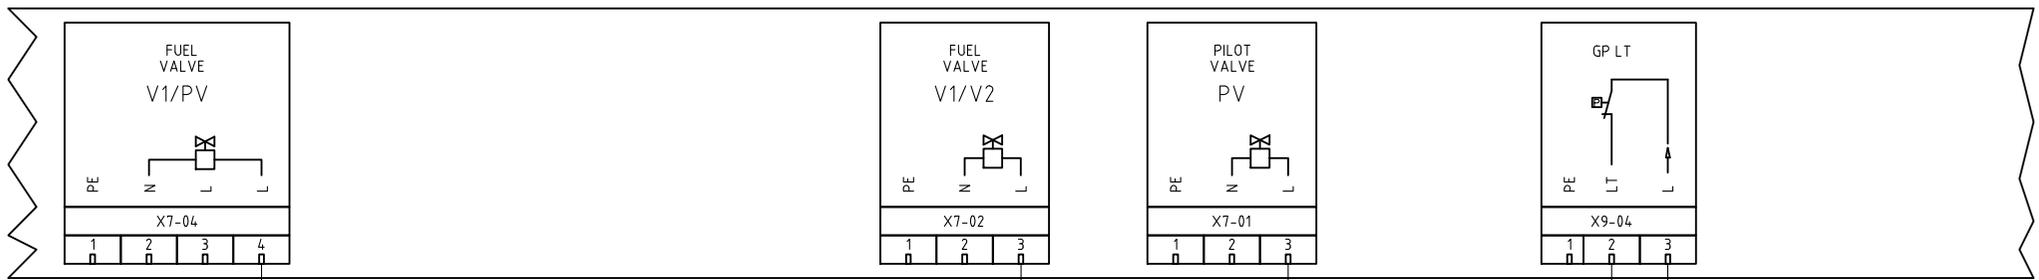 FUEL
VALVE
V1/PV
PE N L L
X7-04
1 2 3 4
FUEL
VALVE
V1/V2
PE N L
X7-02
1 2 3
PILOT
VALVE
PV
PE N L
X7-01
1 2 3
GP LT
P
PE LT L
X9-04
1 2 3